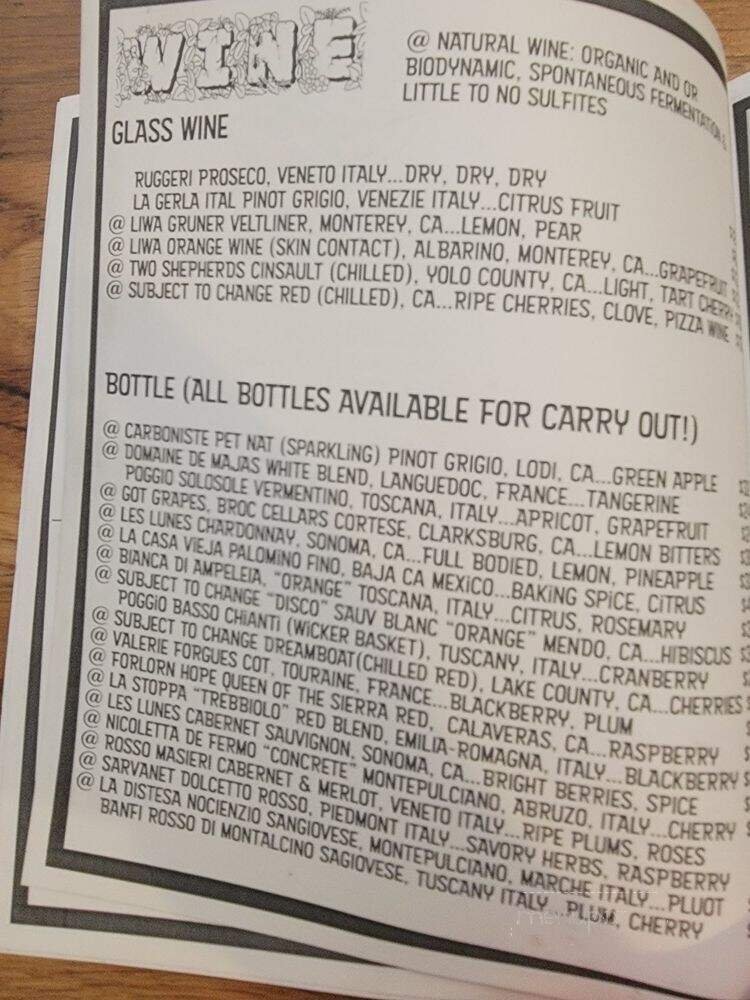 WINE
@ NATURAL WINE: ORGANIC AND OR
BIODYNAMIC, SPONTANEOUS FERMENTATION &
LITTLE TO NO SULFITES
GLASS WINE
RUGGERI PROSECO, VENETO ITALY...DRY, DRY, DRY
LA GERLA ITAL PINOT GRIGIO, VENEZIE ITALY...CITRUS FRUIT
@ LIWA GRUNER VELTLINER, MONTEREY, CA...LEMON, PEAR
@ LIWA ORANGE WINE (SKIN CONTACT), ALBARINO, MONTEREY, CA...GRAPEFRUIT
@ TWO SHEPHERDS CINSAULT (CHILLED), YOLO COUNTY, CA...LIGHT, TART CHERRY
@ SUBJECT TO CHANGE RED (CHILLED), CA...RIPE CHERRIES, CLOVE, PIZZA WINE
BOTTLE (ALL BOTTLES AVAILABLE FOR CARRY OUT!)
@ CARBONISTE PET NAT (SPARKLING) PINOT GRIGIO, LODI, CA...GREEN APPLE
@ DOMAINE DE MAJAS WHITE BLEND, LANGUEDOC, FRANCE...TANGERINE
POGGIO SOLOSOLE VERMENTINO, TOSCANA, ITALY...APRICOT, GRAPEFRUIT
@ GOT GRAPES, BROC CELLARS CORTESE, CLARKSBURG, CA...LEMON BITTERS
@ LES LUNES CHARDONNAY, SONOMA, CA...FULL BODIED, LEMON, PINEAPPLE
@ LA CASA VIEJA PALOMINO FINO, BAJA CA MEXICO...BAKING SPICE, CITRUS
@ BIANCA DI AMPELEIA, "ORANGE" TOSCANA, ITALY...CITRUS, ROSEMARY
@ SUBJECT TO CHANGE "DISCO" SAUV BLANC "ORANGE" MENDO, CA...HIBISCUS
POGGIO BASSO CHIANTI (WICKER BASKET), TUSCANY, ITALY...CRANBERRY
@ SUBJECT TO CHANGE DREAMBOAT(CHILLED RED), LAKE COUNTY, CA...CHERRIES
@ VALERIE FORGUES COT, TOURAINE, FRANCE...BLACKBERRY, PLUM
@ FORLORN HOPE QUEEN OF THE SIERRA RED, CALAVERAS, CA...RASPBERRY
@ LA STOPPA "TREBBIOLO" RED BLEND, EMILIA-ROMAGNA, ITALY...BLACKBERRY
@ LES LUNES CABERNET SAUVIGNON, SONOMA, CA...BRIGHT BERRIES, SPICE
@ NICOLETTA DE FERMO "CONCRETE" MONTEPULCIANO, ABRUZO, ITALY...CHERRY
@ ROSSO MASIERI CABERNET & MERLOT, VENETO ITALY...RIPE PLUMS, ROSES
@ SARVANET DOLCETTO ROSSO, PIEDMONT ITALY...SAVORY HERBS, RASPBERRY
@ LA DISTESA NOCIENZIO SANGIOVESE, MONTEPULCIANO, MARCHE ITALY...PLUOT
BANFI ROSSO DI MONTALCINO SAGIOVESE, TUSCANY ITALY...PLUM, CHERRY